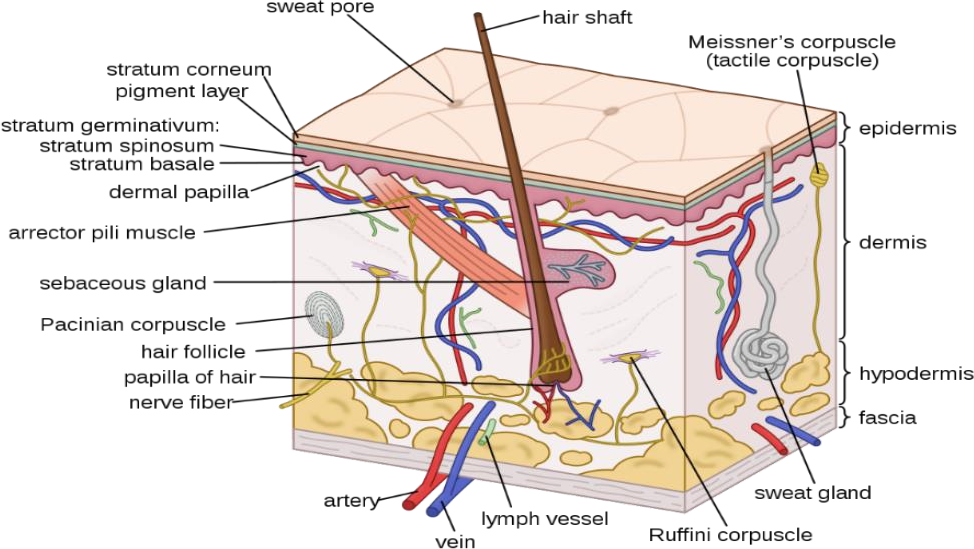 sweat pore
hair shaft
Meissner's corpuscle
(tactile corpuscle)
stratum corneum
pigment layer
stratum germinativum:
stratum spinosum
stratum basale
dermal papilla
arrector pili muscle
sebaceous gland
Pacinian corpuscle
hair follicle
papilla of hair
nerve fiber
artery
vein
lymph vessel
Ruffini corpuscle
sweat gland
epidermis
dermis
hypodermis
fascia